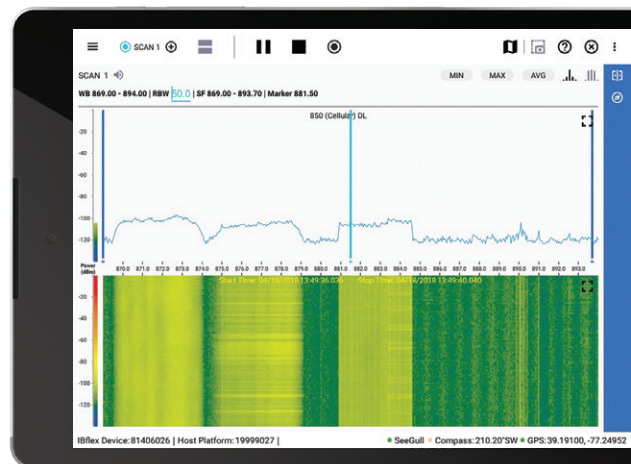 SCAN 1
SCAN 1
MIN MAX AVG
WB 869.00 - 894.00 | RBW 50.0 | SF 869.00 - 893.70 | Marker 881.50
850 (Cellular) DL
-20
-40
-60
-80
-100
-120
Power
(dBm)
870.0 871.0 872.0 873.0 874.0 875.0 876.0 877.0 878.0 879.0 880.0 881.0 882.0 883.0 884.0 885.0 886.0 887.0 888.0 889.0 890.0 891.0 892.0 893.0
Start Time: 04/18/2018 13:49:36.036 Stop Time: 04/18/2018 13:49:40.040
-20
-40
-60
-80
-100
-120
IBflex Device:81406026 | Host Platform:19999027 | SeeGull Compass:210.20°SW GPS:39.19100, -77.24952